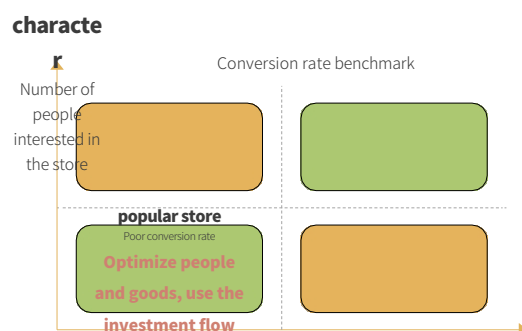 characte
r
Conversion rate benchmark
Number of
people
interested in
the store
popular store
Poor conversion rate
Optimize people
and goods, use the
investment flow